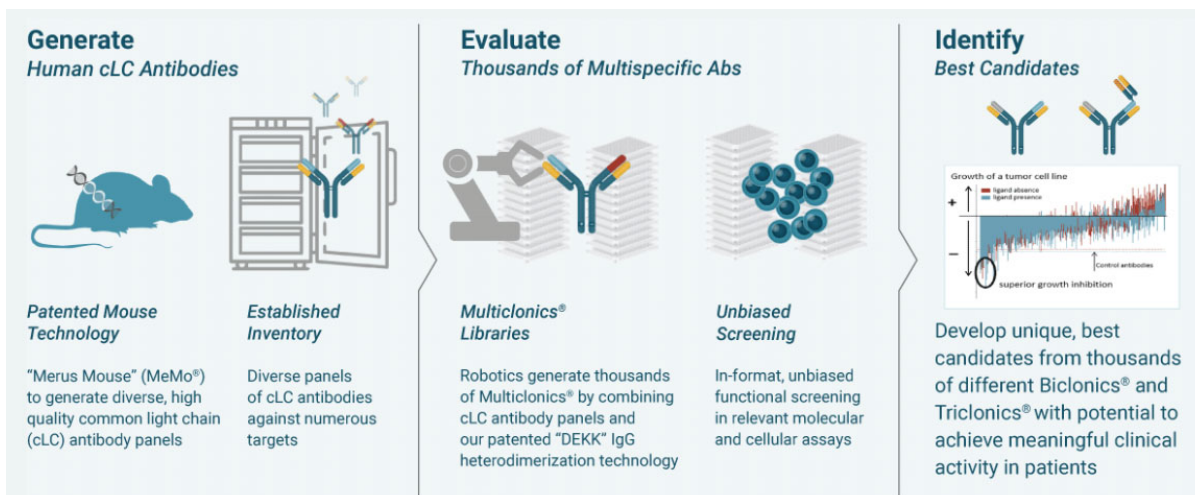 Generate
Human cLC Antibodies
Patented Mouse
Technology
“Merus Mouse” (MeMo®)
to generate diverse, high
quality common light chain
(cLC) antibody panels
Established
Inventory
Diverse panels
of cLC antibodies
against numerous
targets
Evaluate
Thousands of Multispecific Abs
Multiclonics®
Libraries
Robotics generate thousands
of Multiclonics® by combining
cLC antibody panels and
our patented “DEKK” IgG
heterodimerization technology
Unbiased
Screening
In-format, unbiased
functional screening
in relevant molecular
and cellular assays
Identify
Best Candidates
Growth of a tumor cell line
+
ligand absence
ligand presence
–
Control antibodies
superior growth inhibition
Develop unique, best
candidates from thousands
of different Biclonics® and
Triclonics® with potential to
achieve meaningful clinical
activity in patients